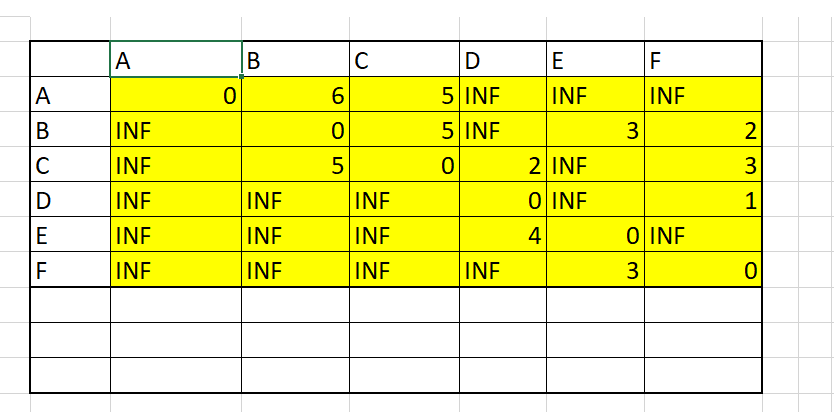 A B C D E F
A 0 6 5 INF INF INF
B INF 0 5 INF 3 2
C INF 5 0 2 INF 3
D INF INF INF 0 INF 1
E INF INF INF 4 0 INF
F INF INF INF INF 3 0